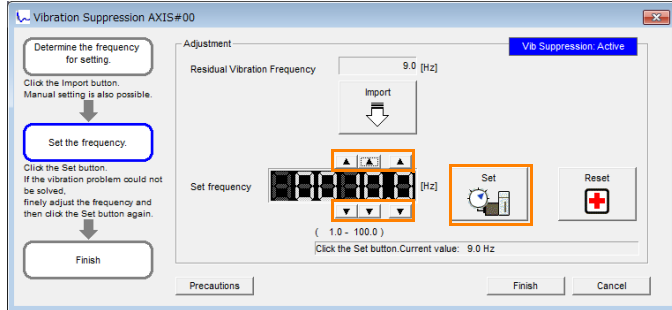 Vibration Suppression AXIS#00
Determine the frequency
for setting.
Click the Import button.
Manual setting is also possible.
Set the frequency.
Click the Set button.
If the vibration problem could not
be solved,
finely adjust the frequency and
then click the Set button again.
Finish
Adjustment
Vib Suppression: Active
Residual Vibration Frequency
9.0 [Hz]
Import
Set frequency
[Hz]
Set
Reset
( 1.0 - 100.0 )
Click the Set button.Current value: 9.0 Hz
Precautions
Finish
Cancel